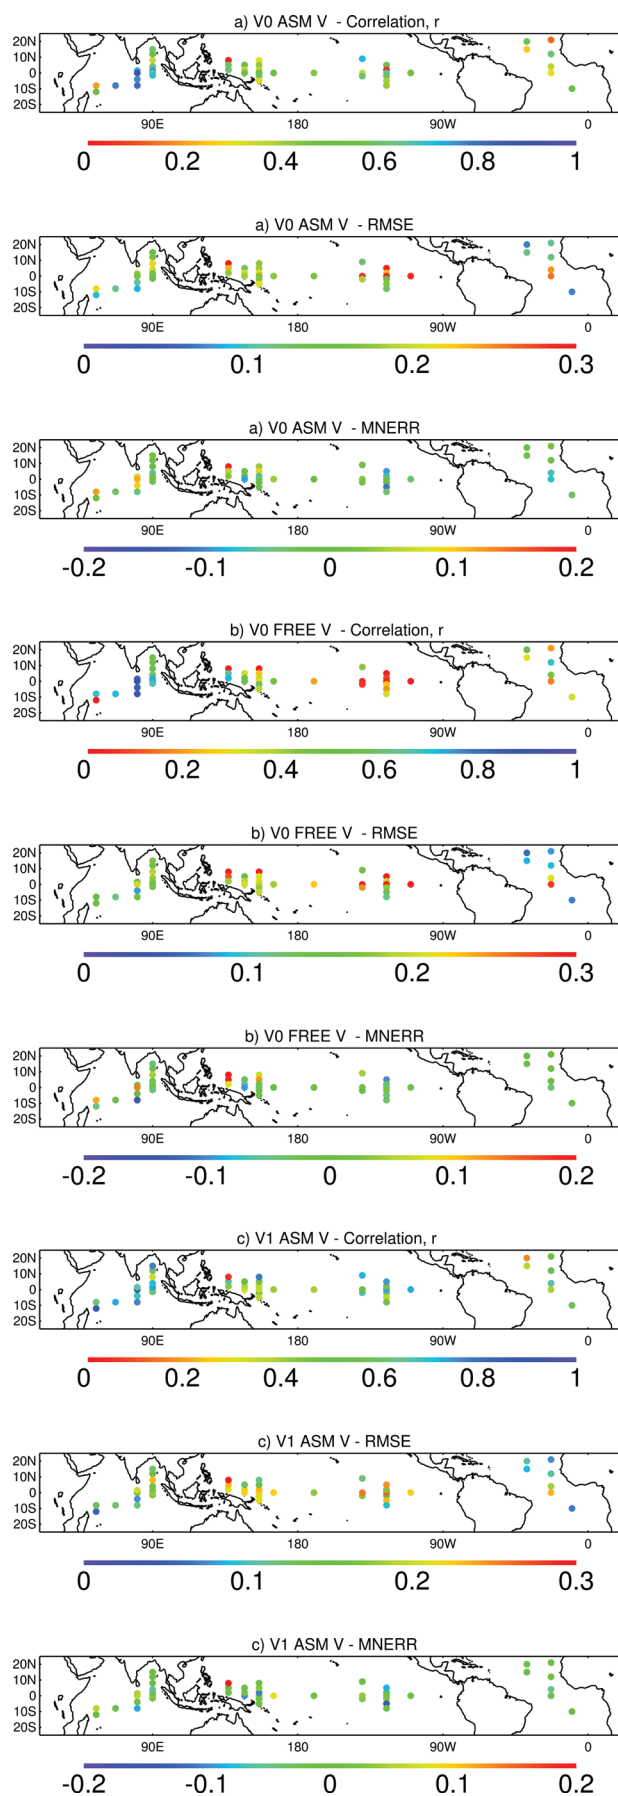 a) V0 ASM V - Correlation, r
20N
10N
0
10S
20S
90E 180 90W 0
0 0.2 0.4 0.6 0.8 1
a) V0 ASM V - RMSE
20N
10N
0
10S
20S
90E 180 90W 0
0 0.1 0.2 0.3
a) V0 ASM V - MNERR
20N
10N
0
10S
20S
90E 180 90W 0
-0.2 -0.1 0 0.1 0.2
b) V0 FREE V - Correlation, r
20N
10N
0
10S
20S
90E 180 90W 0
0 0.2 0.4 0.6 0.8 1
b) V0 FREE V - RMSE
20N
10N
0
10S
20S
90E 180 90W 0
0 0.1 0.2 0.3
b) V0 FREE V - MNERR
20N
10N
0
10S
20S
90E 180 90W 0
-0.2 -0.1 0 0.1 0.2
c) V1 ASM V - Correlation, r
20N
10N
0
10S
20S
90E 180 90W 0
0 0.2 0.4 0.6 0.8 1
c) V1 ASM V - RMSE
20N
10N
0
10S
20S
90E 180 90W 0
0 0.1 0.2 0.3
c) V1 ASM V - MNERR
20N
10N
0
10S
20S
90E 180 90W 0
-0.2 -0.1 0 0.1 0.2